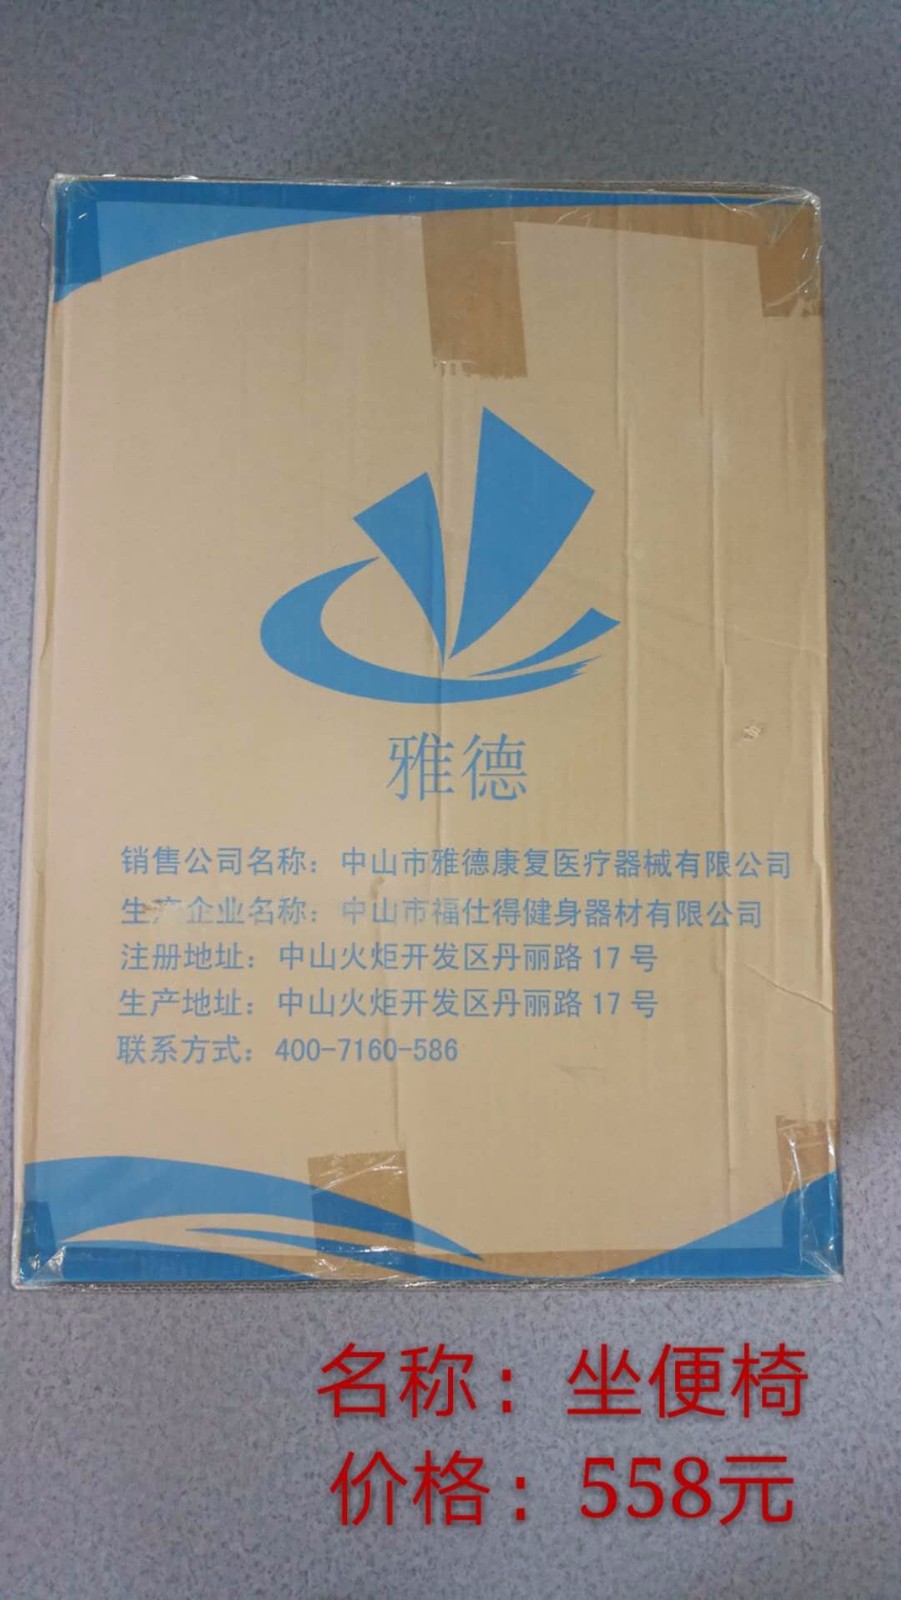 雅德
销售公司名称：中山市雅德康复医疗器械有限公司
生产企业名称：中山市福仕得健身器材有限公司
注册地址：中山火炬开发区丹丽路 17 号
生产地址：中山火炬开发区丹丽路 17 号
联系方式：400-7160-586
名称：坐便椅
价格：558元